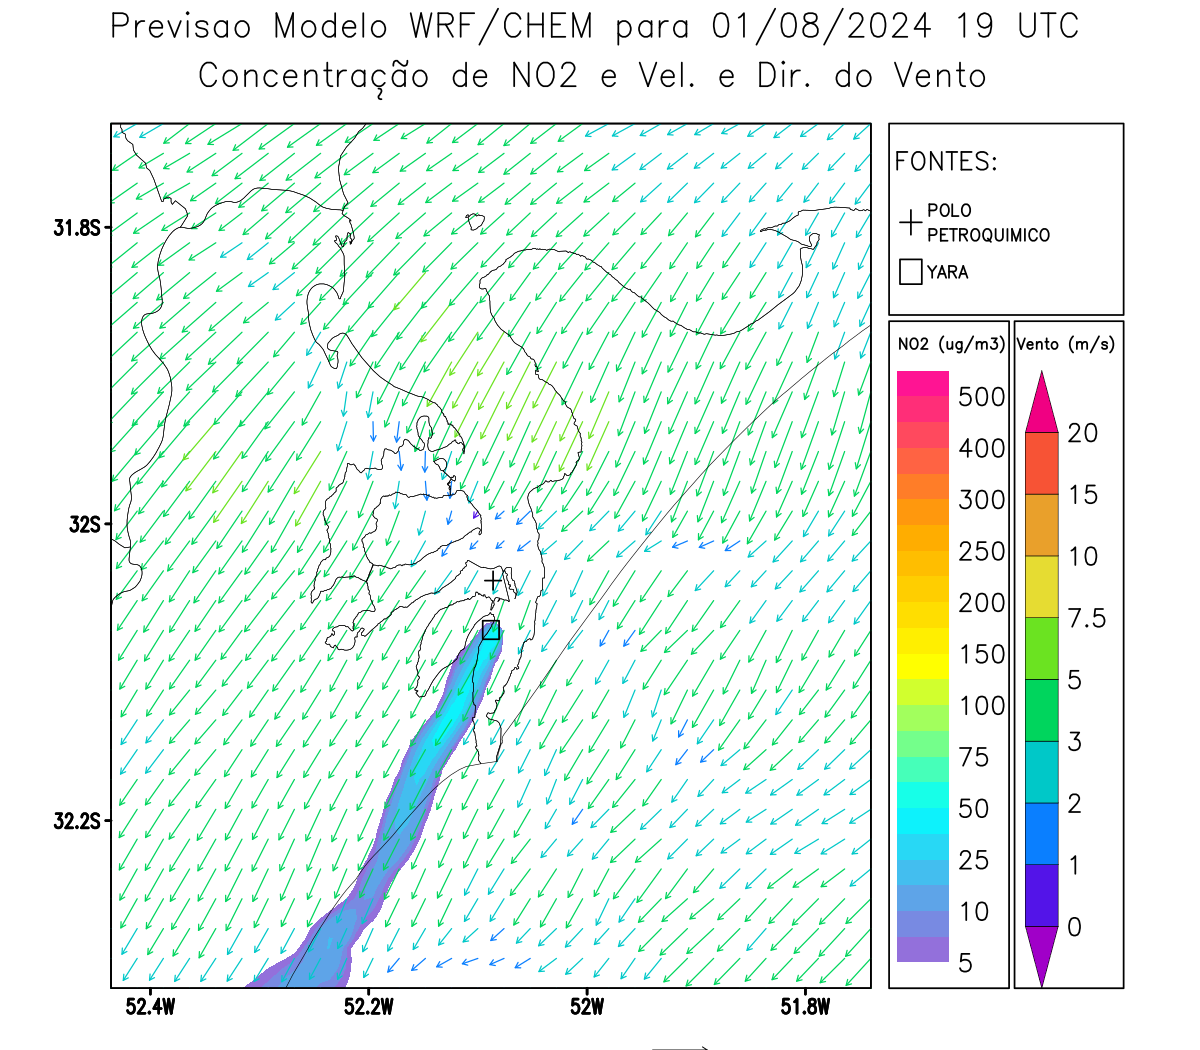 Previsao Modelo WRF/CHEM para 01/08/2024 19 UTC
Concentração de NO2 e Vel. e Dir. do Vento
FONTES:
POLO
PETROQUIMICO
YARA
31.8S
32S
32.2S
52.4W
52.2W
52W
51.8W
NO2 (ug/m3)
500
400
300
250
200
150
100
75
50
25
10
5
Vento (m/s)
20
15
10
7.5
5
3
2
1
0